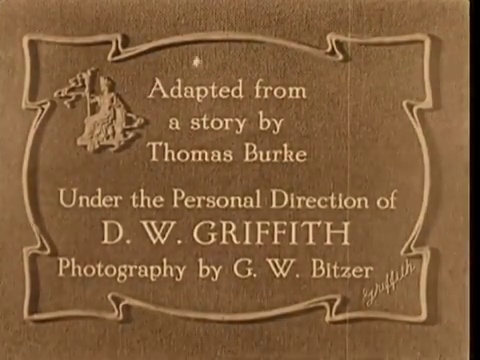 Adapted from
a story by
Thomas Burke
Under the Personal Direction of
D. W. GRIFFITH
Photography by G. W. Bitzer
Griffith